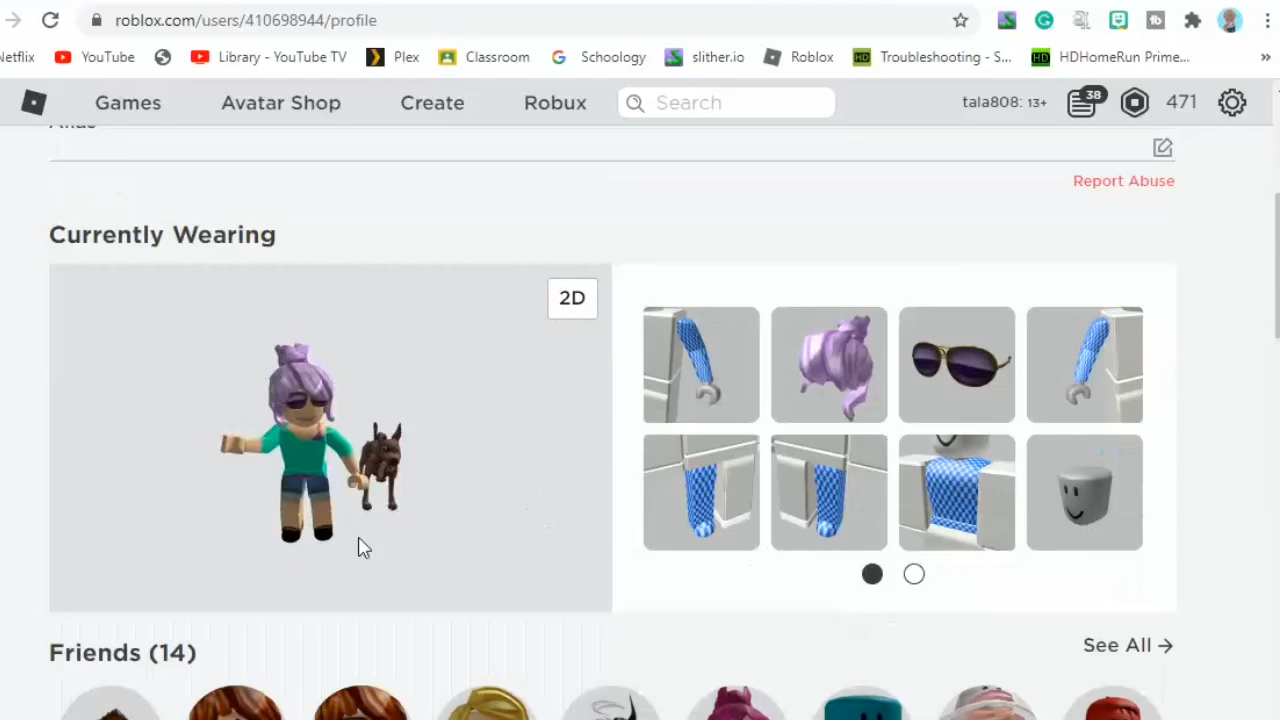 roblox.com/users/410698944/profile
Netflix YouTube Library - YouTube TV Plex Classroom Schoology slither.io Roblox Troubleshooting - S... HDHomeRun Prime... »
Games Avatar Shop Create Robux Search tala808: 13+ 38 471
Alias
Report Abuse
Currently Wearing
2D
Friends (14)
See All →